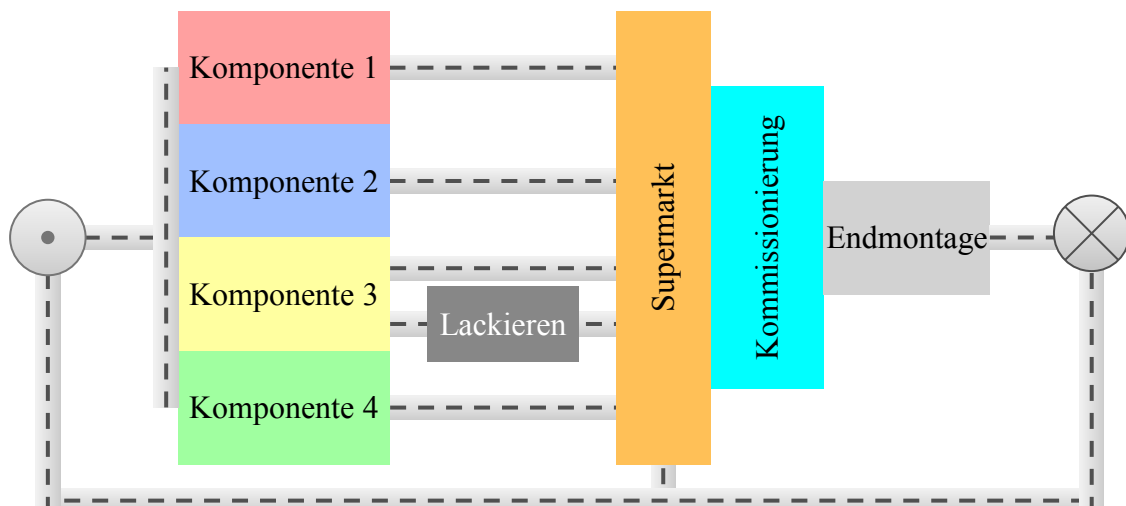 Komponente 1
Komponente 2
Komponente 3
Komponente 4
Lackieren
Supermarkt
Kommissionierung
Endmontage